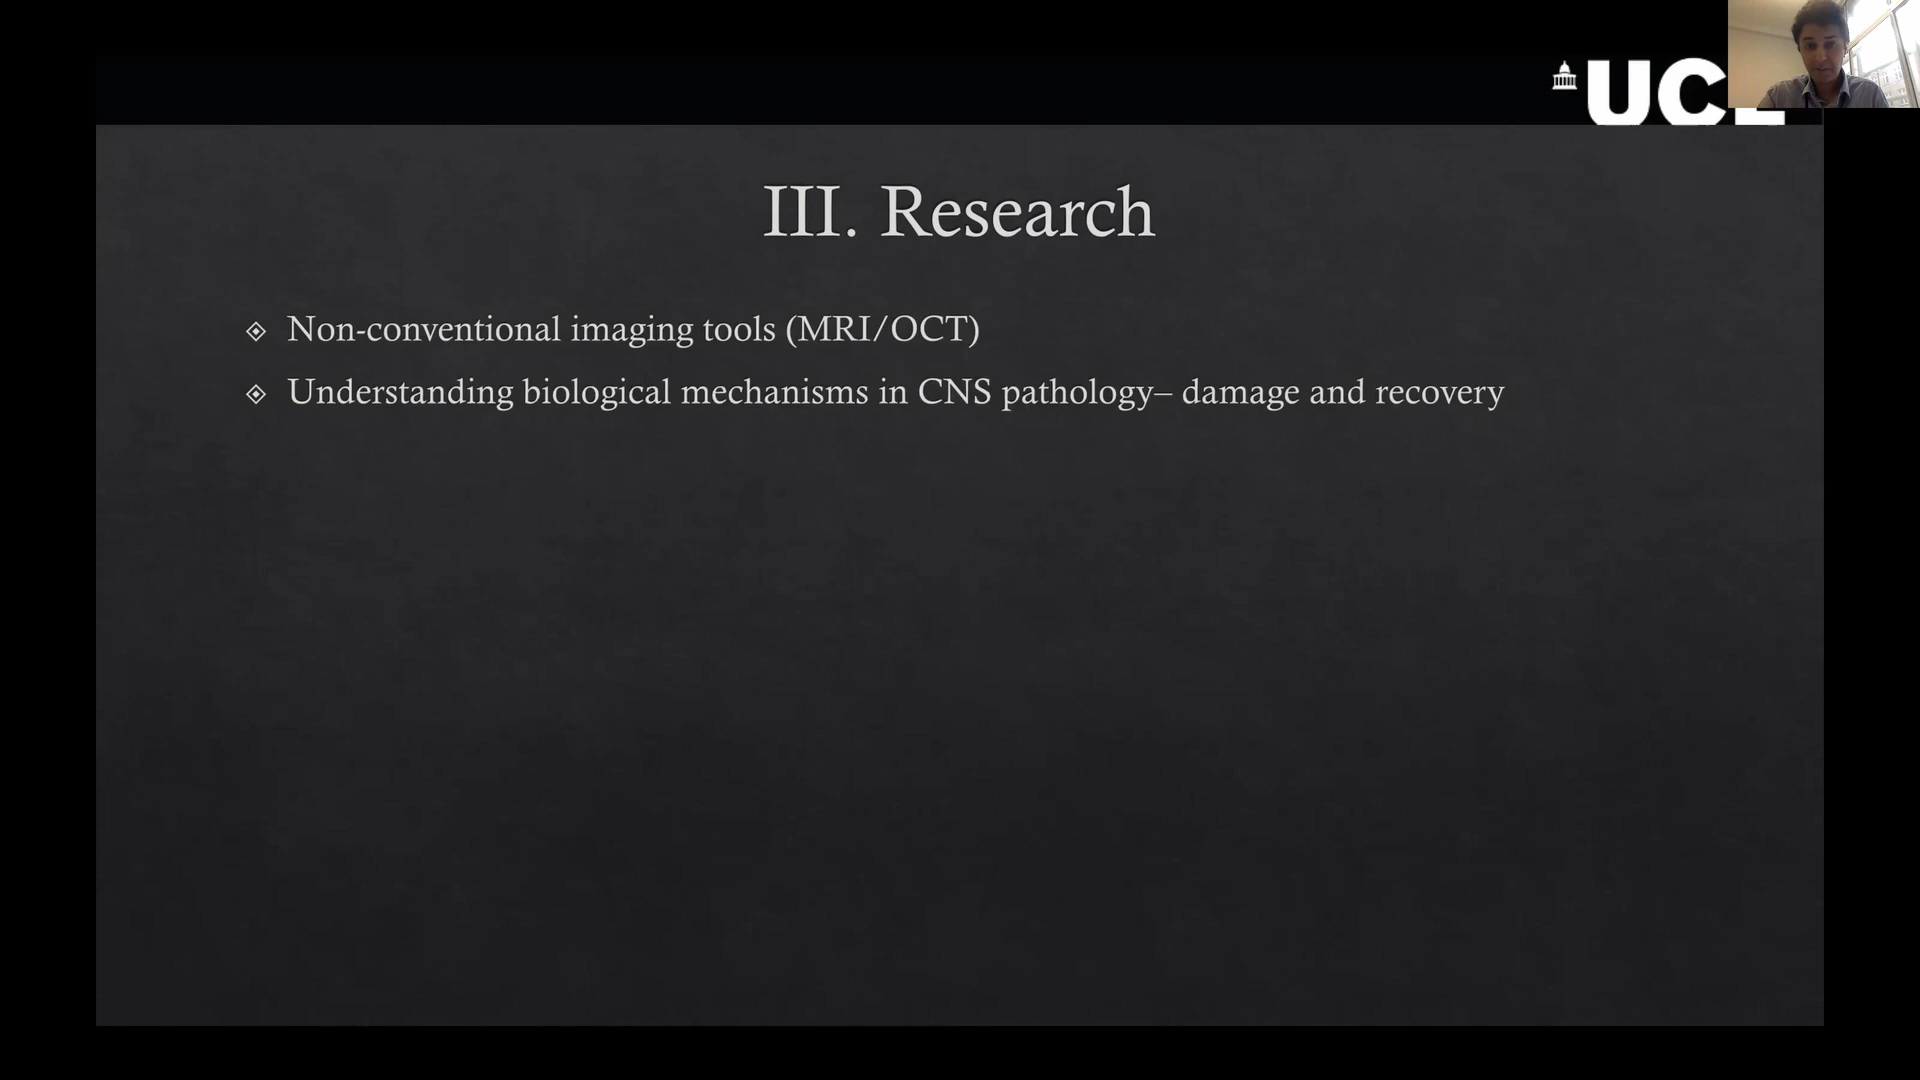 UCL
III. Research
Non-conventional imaging tools (MRI/OCT)
Understanding biological mechanisms in CNS pathology– damage and recovery